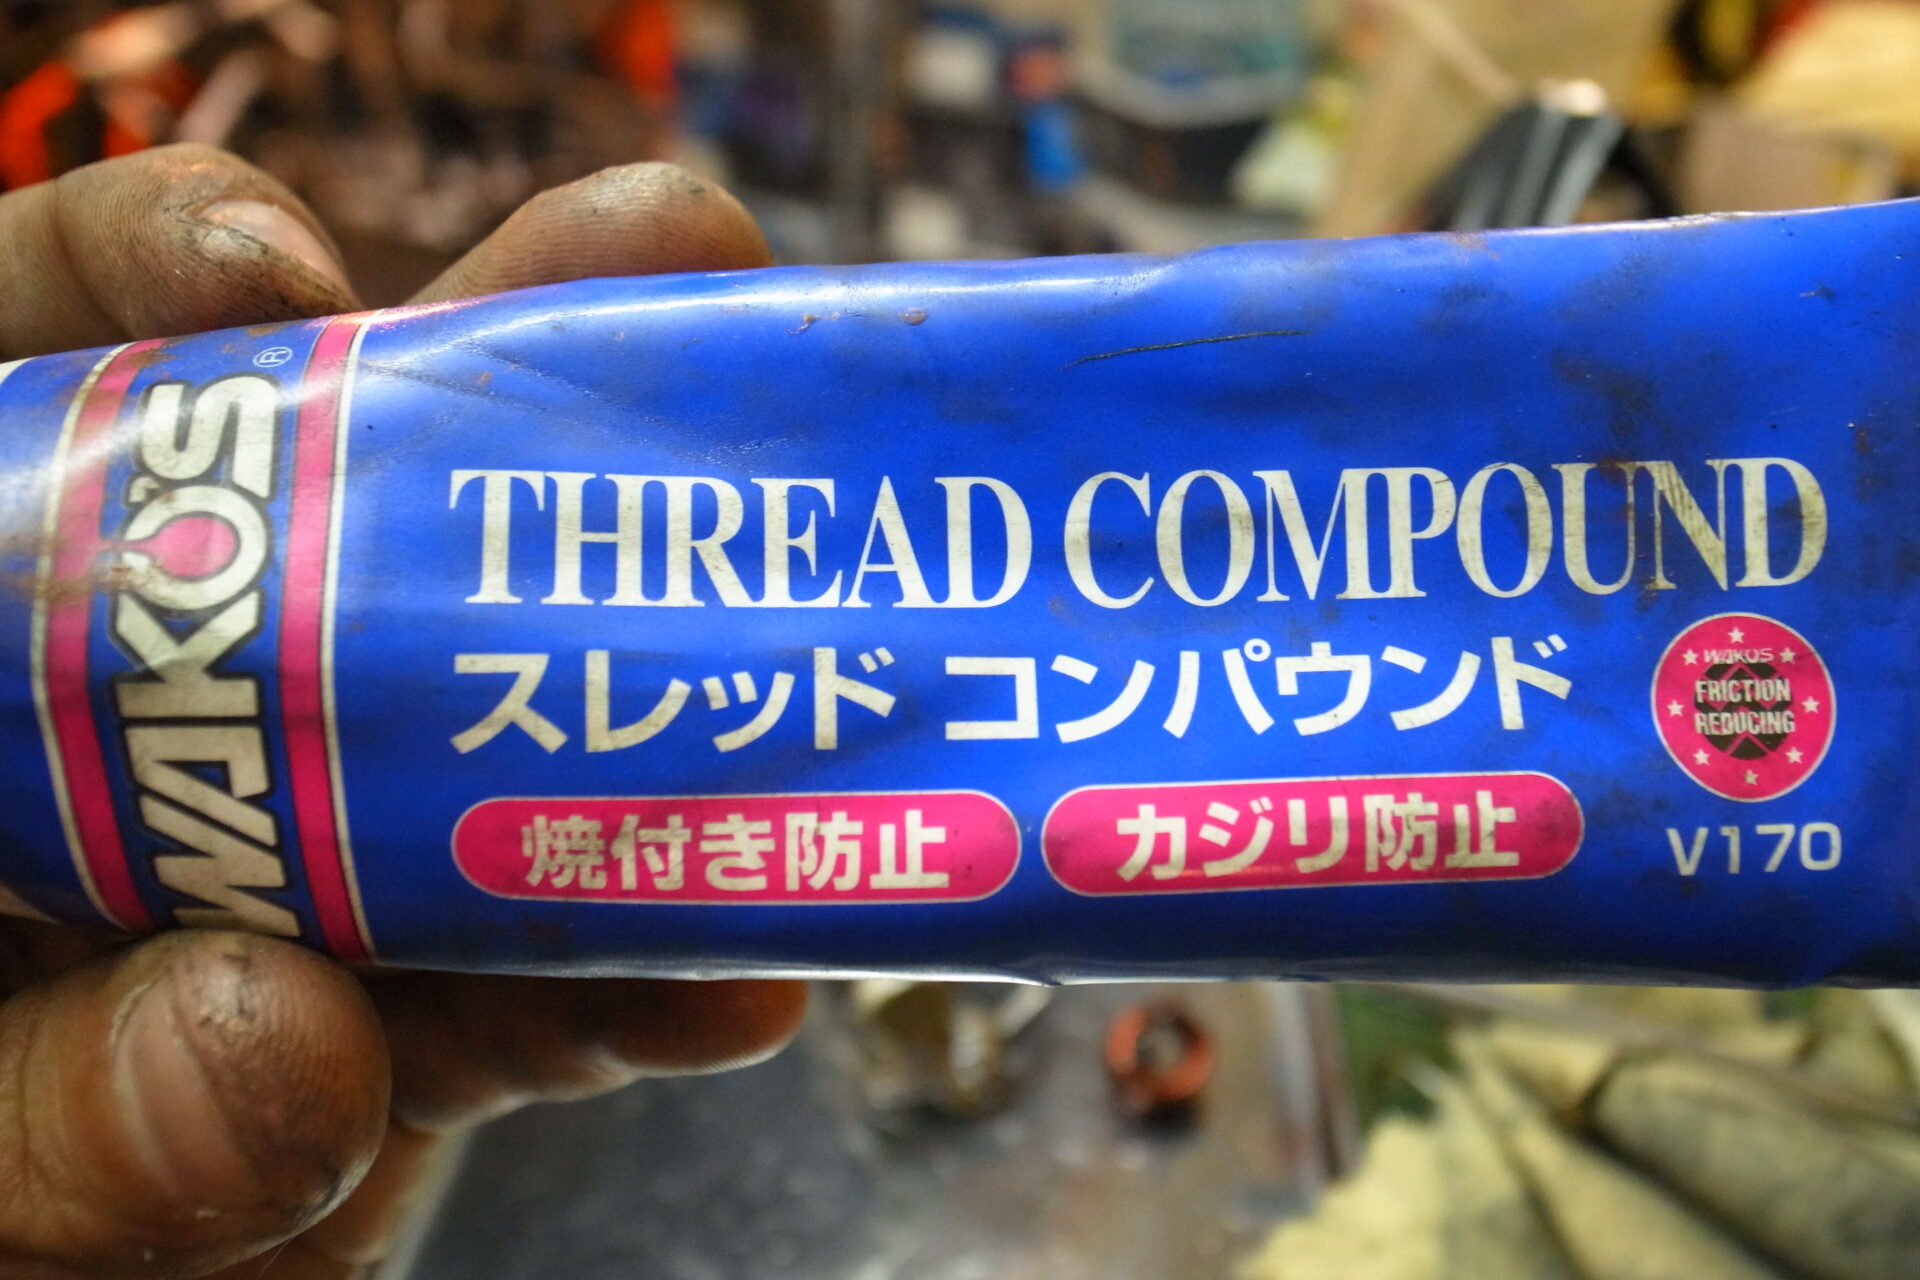 WAKO'S®
THREAD COMPOUND
スレッド コンパウンド
焼付き防止 カジリ防止
WAKOS
FRICTION
REDUCING
V170